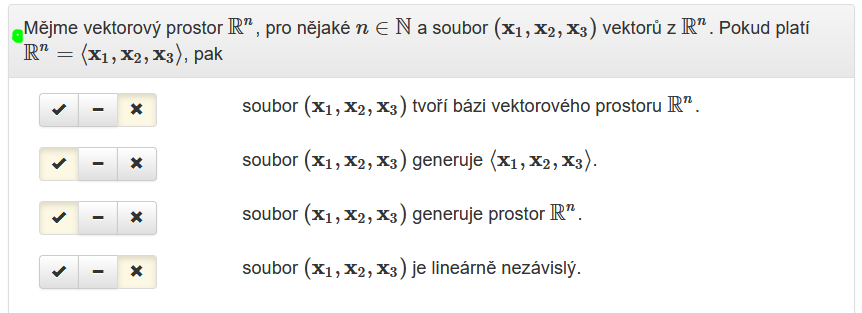 Mějme vektorový prostor ℝⁿ, pro nějaké n ∈ ℕ a soubor (x₁, x₂, x₃) vektorů z ℝⁿ. Pokud platí
ℝⁿ = ⟨x₁, x₂, x₃⟩, pak
✔ − ✖ soubor (x₁, x₂, x₃) tvoří bázi vektorového prostoru ℝⁿ.
✔ − ✖ soubor (x₁, x₂, x₃) generuje ⟨x₁, x₂, x₃⟩.
✔ − ✖ soubor (x₁, x₂, x₃) generuje prostor ℝⁿ.
✔ − ✖ soubor (x₁, x₂, x₃) je lineárně nezávislý.